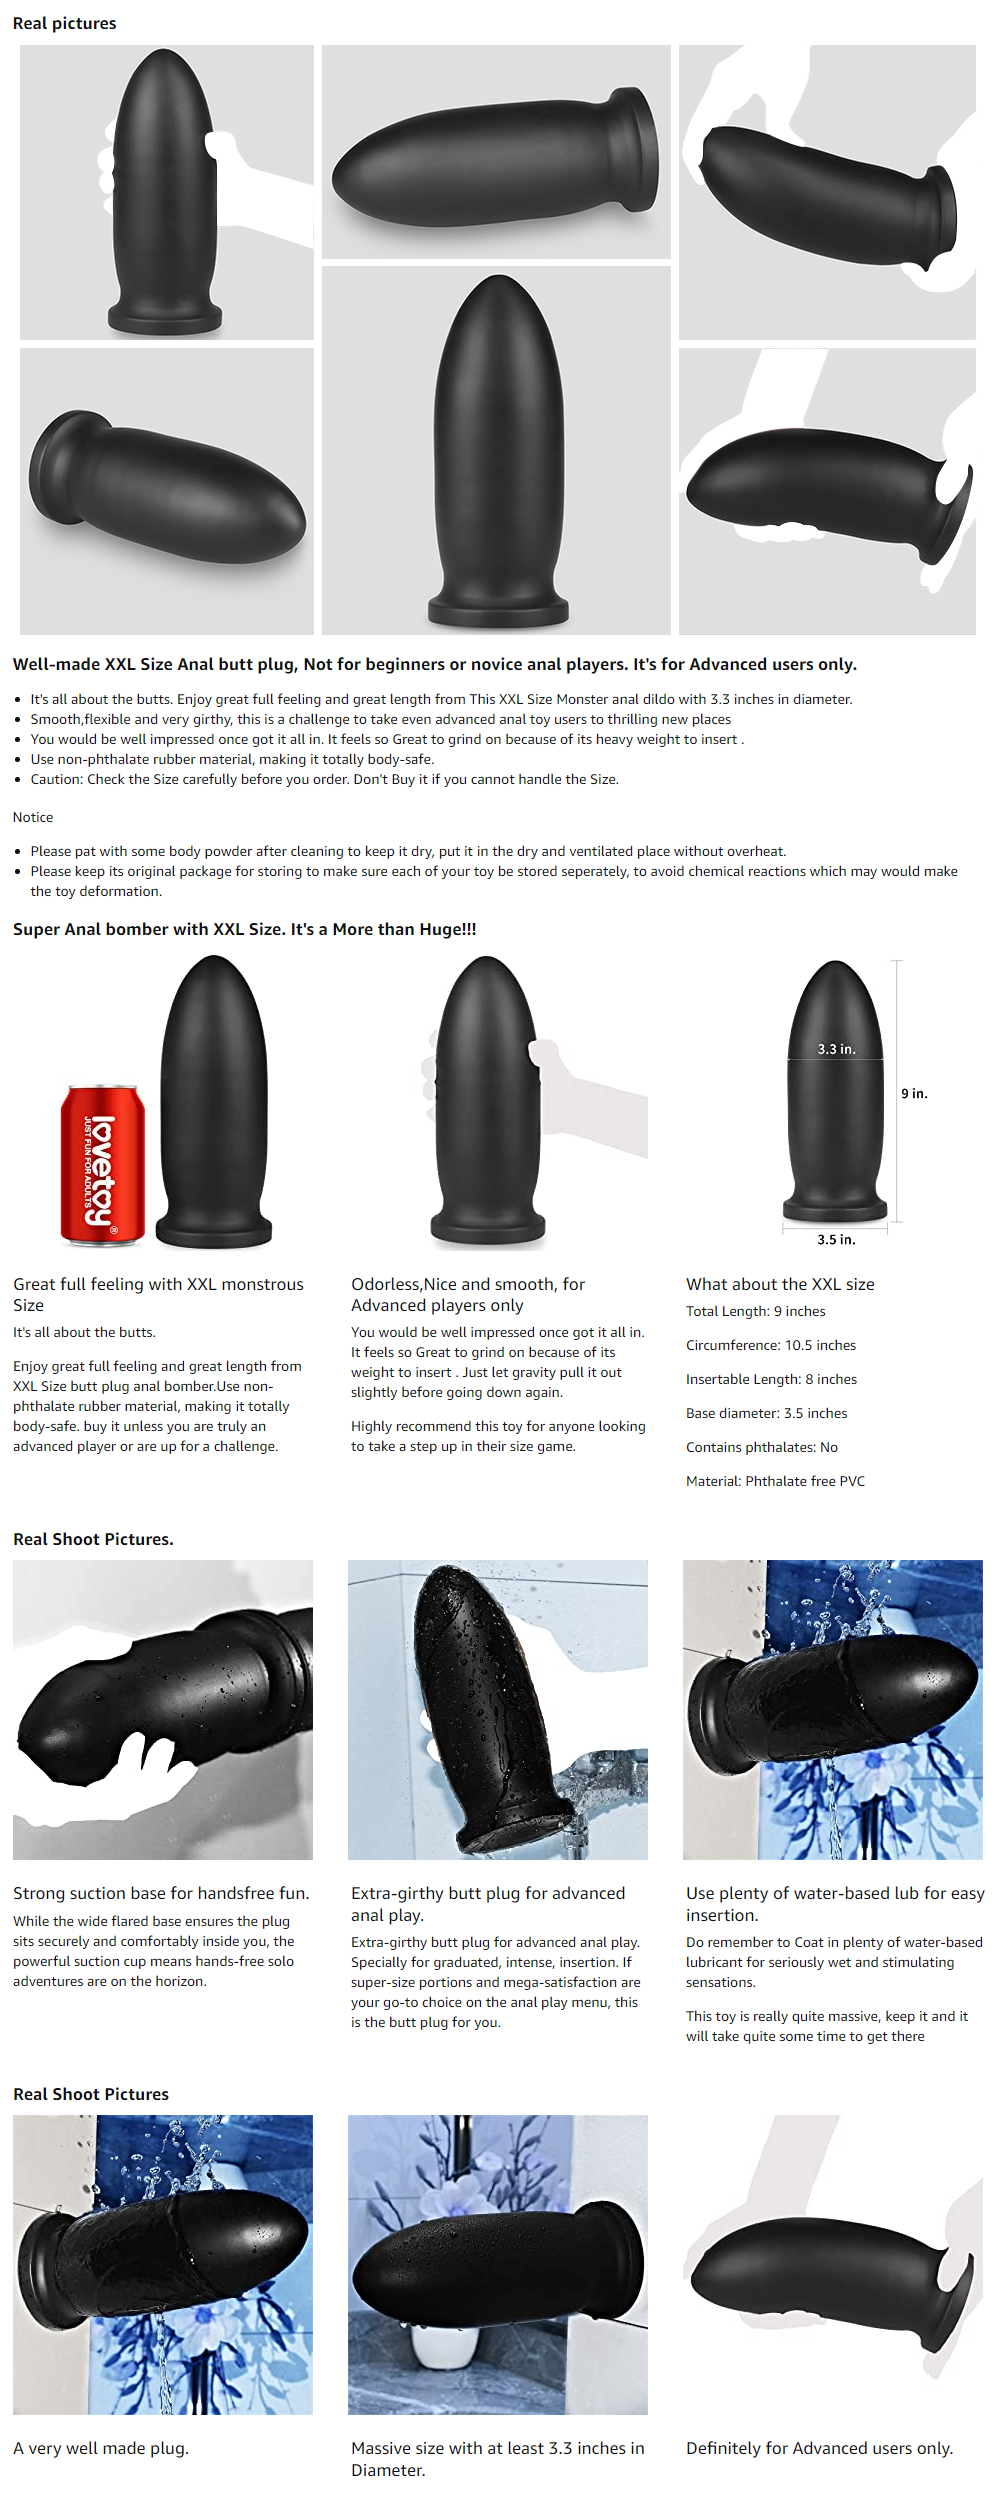 Real pictures
Well-made XXL Size Anal butt plug, Not for beginners or novice anal players. It's for Advanced users only.
It's all about the butts. Enjoy great full feeling and great length from This XXL Size Monster anal dildo with 3.3 inches in diameter.
Smooth,flexible and very girthy, this is a challenge to take even advanced anal toy users to thrilling new places
You would be well impressed once got it all in. It feels so Great to grind on because of its heavy weight to insert .
Use non-phthalate rubber material, making it totally body-safe.
Caution: Check the Size carefully before you order. Don't Buy it if you cannot handle the Size.
Notice
Please pat with some body powder after cleaning to keep it dry, put it in the dry and ventilated place without overheat.
Please keep its original package for storing to make sure each of your toy be stored seperately, to avoid chemical reactions which may would make
the toy deformation.
Super Anal bomber with XXL Size. It's a More than Huge!!!
lovetoy®
JUST FUN FOR ADULTS
3.3 in.
9 in.
3.5 in.
Great full feeling with XXL monstrous
Size
It's all about the butts.
Enjoy great full feeling and great length from
XXL Size butt plug anal bomber.Use non-
phthalate rubber material, making it totally
body-safe. buy it unless you are truly an
advanced player or are up for a challenge.
Odorless,Nice and smooth, for
Advanced players only
You would be well impressed once got it all in.
It feels so Great to grind on because of its
weight to insert . Just let gravity pull it out
slightly before going down again.
Highly recommend this toy for anyone looking
to take a step up in their size game.
What about the XXL size
Total Length: 9 inches
Circumference: 10.5 inches
Insertable Length: 8 inches
Base diameter: 3.5 inches
Contains phthalates: No
Material: Phthalate free PVC
Real Shoot Pictures.
Strong suction base for handsfree fun.
While the wide flared base ensures the plug
sits securely and comfortably inside you, the
powerful suction cup means hands-free solo
adventures are on the horizon.
Extra-girthy butt plug for advanced
anal play.
Extra-girthy butt plug for advanced anal play.
Specially for graduated, intense, insertion. If
super-size portions and mega-satisfaction are
your go-to choice on the anal play menu, this
is the butt plug for you.
Use plenty of water-based lub for easy
insertion.
Do remember to Coat in plenty of water-based
lubricant for seriously wet and stimulating
sensations.
This toy is really quite massive, keep it and it
will take quite some time to get there
Real Shoot Pictures
A very well made plug.
Massive size with at least 3.3 inches in
Diameter.
Definitely for Advanced users only.